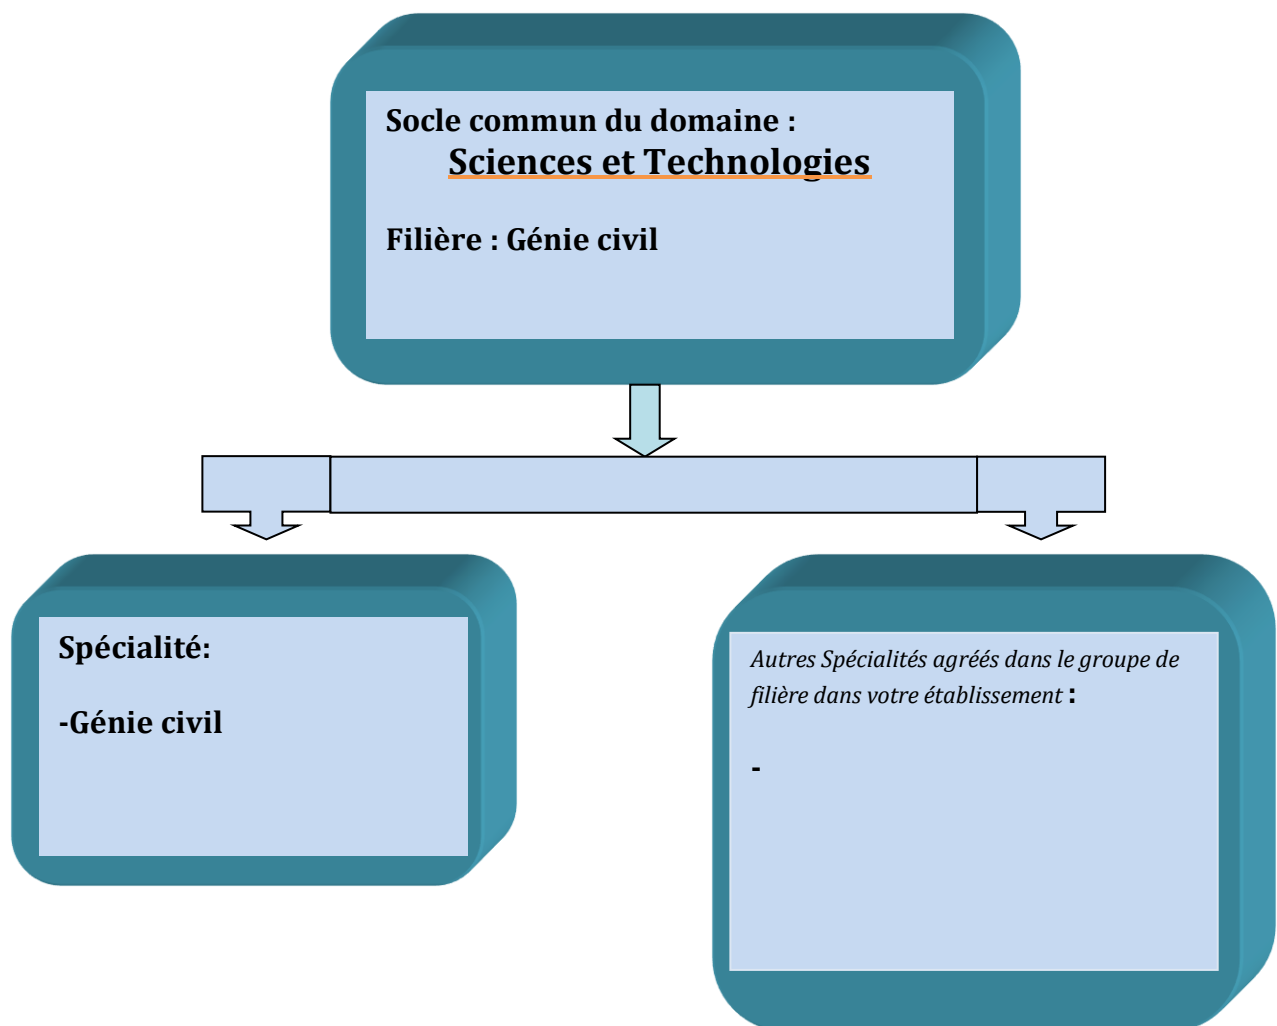 Socle commun du domaine :
Sciences et Technologies
Filière : Génie civil
Spécialité:
-Génie civil
Autres Spécialités agréés dans le groupe de
filière dans votre établissement :
-